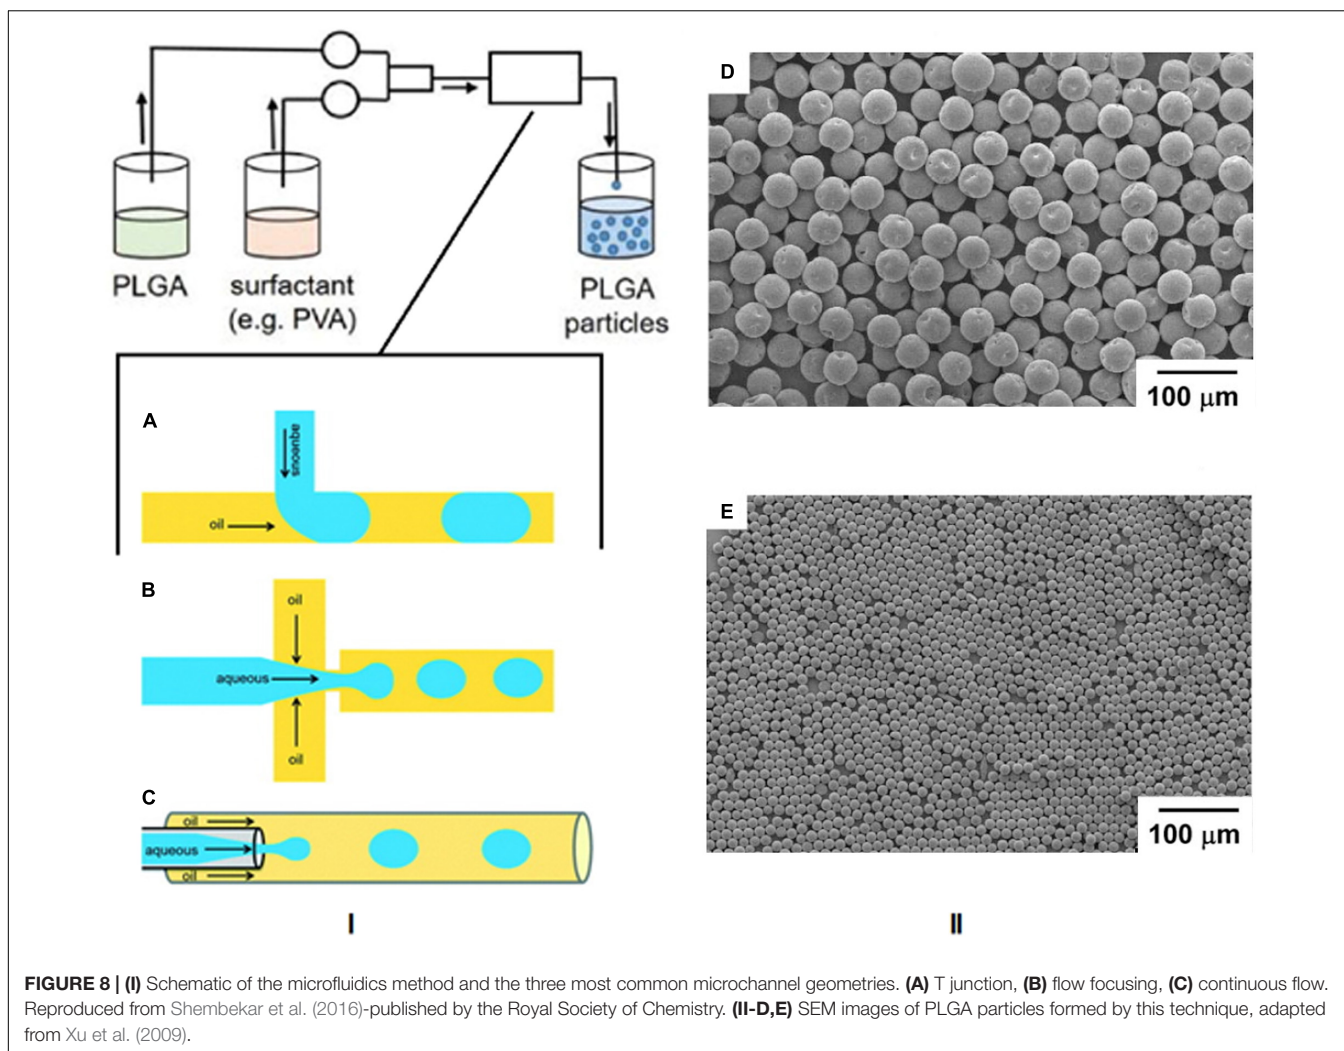 PLGA
surfactant
(e.g. PVA)
PLGA
particles
A
aqueous
oil
B
oil
aqueous
oil
C
oil
aqueous
oil
I
D
100 μm
E
100 μm
II
FIGURE 8 | (I) Schematic of the microfluidics method and the three most common microchannel geometries. (A) T junction, (B) flow focusing, (C) continuous flow.
Reproduced from Shembekar et al. (2016)-published by the Royal Society of Chemistry. (II-D,E) SEM images of PLGA particles formed by this technique, adapted
from Xu et al. (2009).